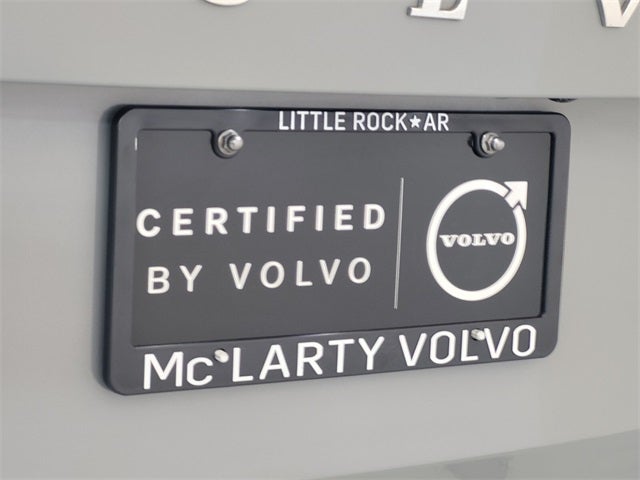 LITTLE ROCK★AR
CERTIFIED
BY VOLVO
VOLVO
McLARTY VOLVO